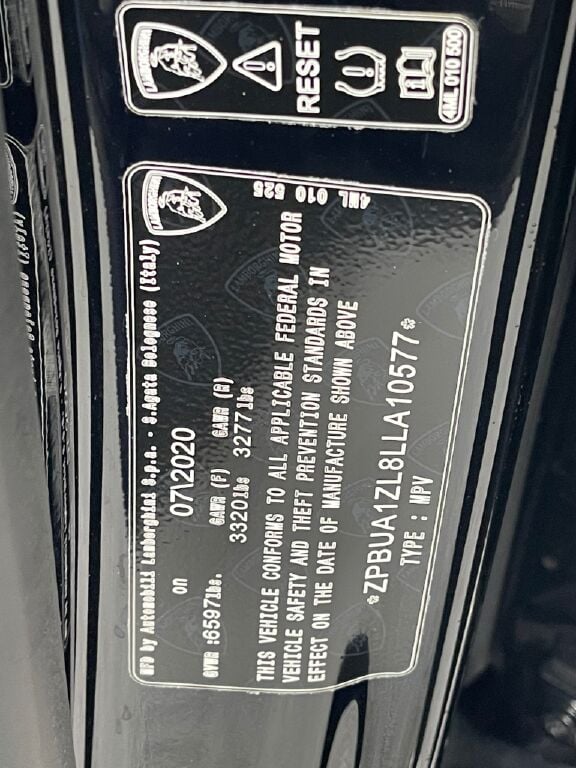 LAMBORGHINI
RESET
4ML 010 500
LAMBORGHINI
4ML 010 525
MFD by Automobili Lamborghini S.p.a. - S.Agata Bolognese (Italy)
on 07\2020
GVWR :6597lbs. GAWR (F) GAWR (R)
3320lbs 3277lbs
THIS VEHICLE CONFORMS TO ALL APPLICABLE FEDERAL MOTOR
VEHICLE SAFETY AND THEFT PREVENTION STANDARDS IN
EFFECT ON THE DATE OF MANUFACTURE SHOWN ABOVE
*ZPBUA1ZL8LLA10577*
TYPE : MPV